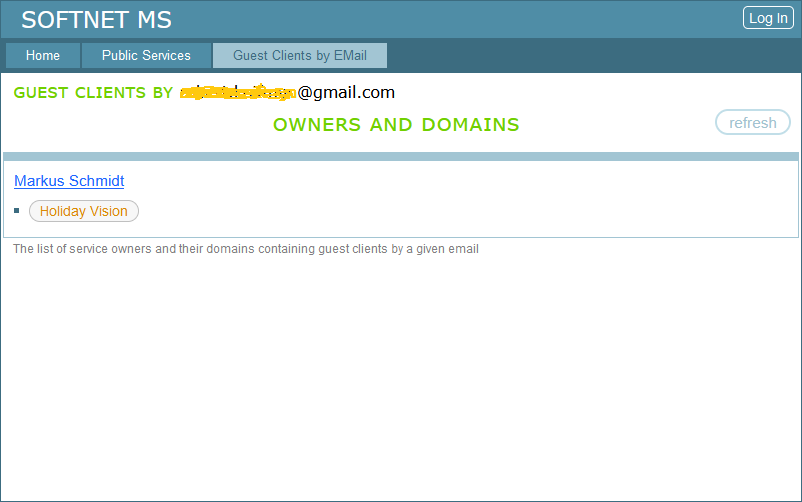 SOFTNET MS
Log In
Home Public Services Guest Clients by EMail
GUEST CLIENTS BY @gmail.com
OWNERS AND DOMAINS
refresh
Markus Schmidt
Holiday Vision
The list of service owners and their domains containing guest clients by a given email